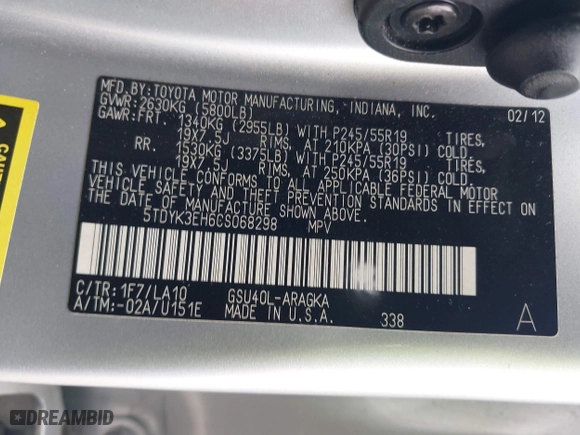 MFD. BY: TOYOTA MOTOR MANUFACTURING, INDIANA, INC.
GVWR: 2630KG (5800LB) 02/12
GAWR: FRT. 1340KG (2955LB) WITH P245/55R19 TIRES,
19X7.5J RIMS, AT 210KPA (30PSI) COLD
RR. 1530KG (3375LB) WITH P245/55R19 TIRES,
19X7.5J RIMS, AT 250KPA (36PSI) COLD
THIS VEHICLE CONFORMS TO ALL APPLICABLE FEDERAL MOTOR
VEHICLE SAFETY AND THEFT PREVENTION STANDARDS IN EFFECT ON
THE DATE OF MANUFACTURE SHOWN ABOVE.
5TDYK3EH6CS068298 MPV
C/TR: 1F7/LA10 GSU40L-ARAGKA
A/TM: -02A/U151E MADE IN U.S.A. 338 A
DREAMBID